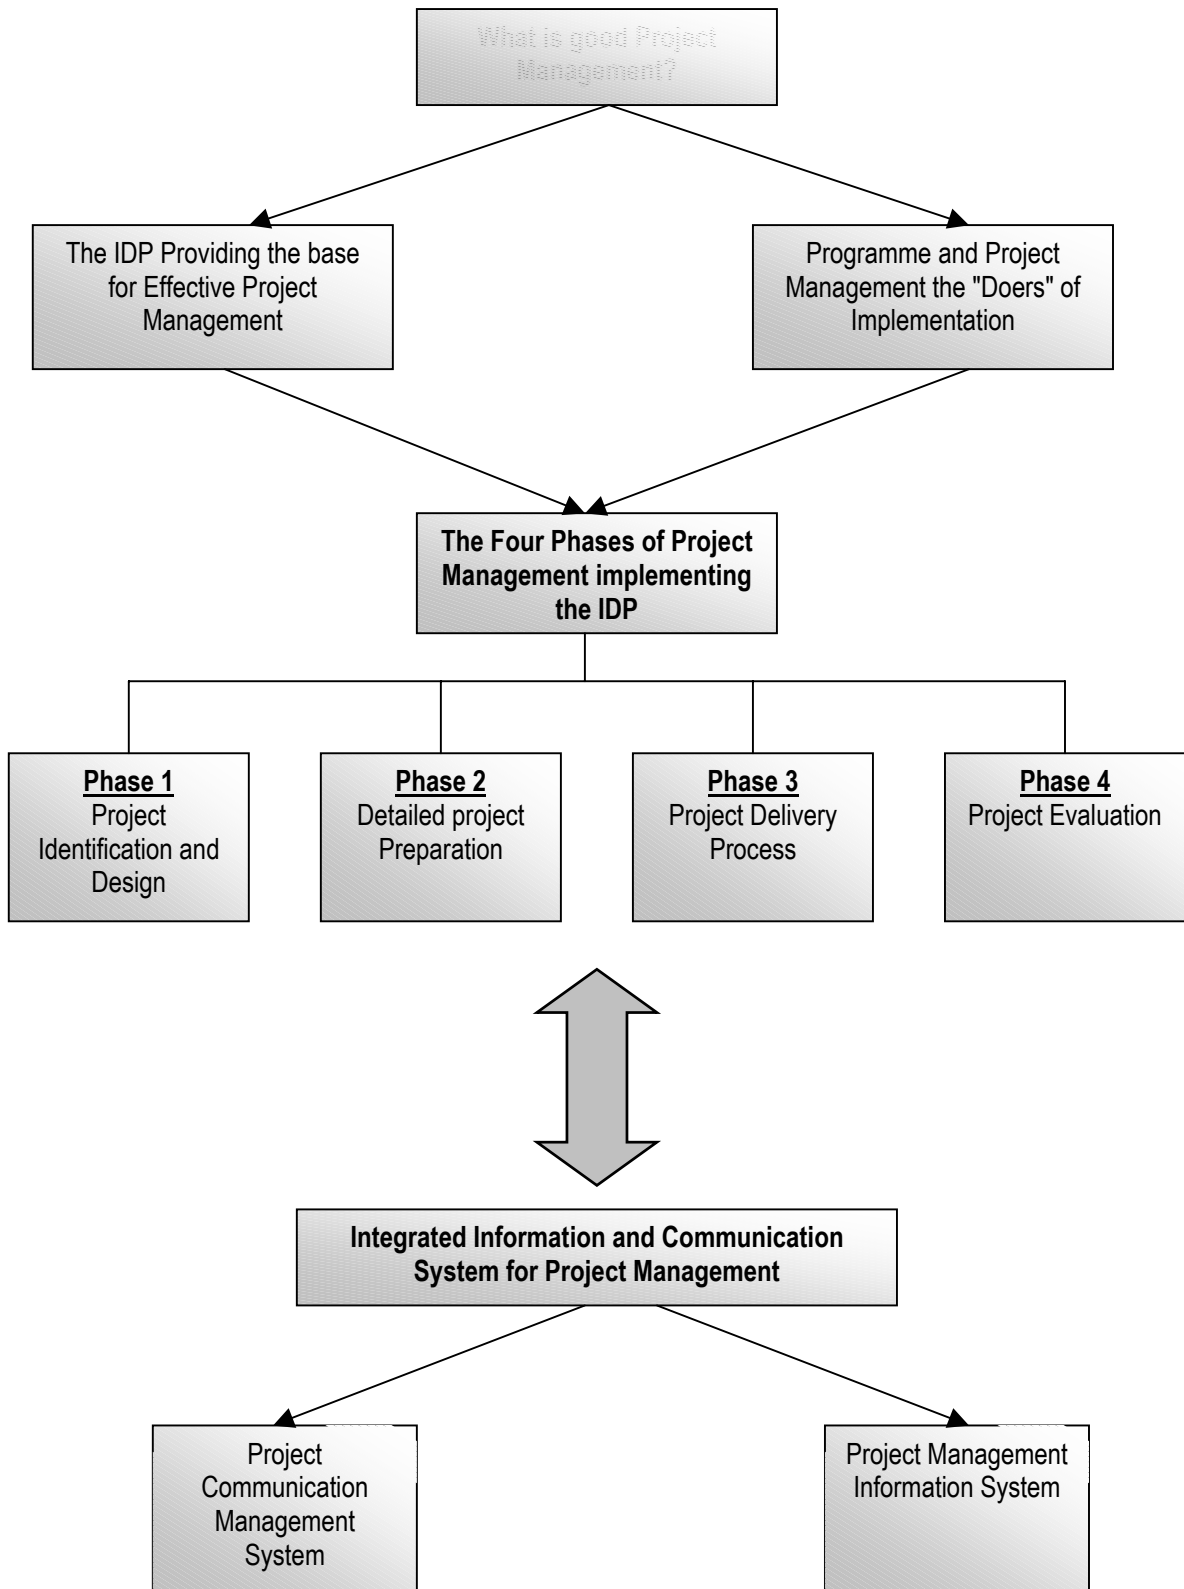 What is good Project
Management?
The IDP Providing the base
for Effective Project
Management
Programme and Project
Management the "Doers" of
Implementation
The Four Phases of Project
Management implementing
the IDP
Phase 1
Project
Identification and
Design
Phase 2
Detailed project
Preparation
Phase 3
Project Delivery
Process
Phase 4
Project Evaluation
Integrated Information and Communication
System for Project Management
Project
Communication
Management
System
Project Management
Information System